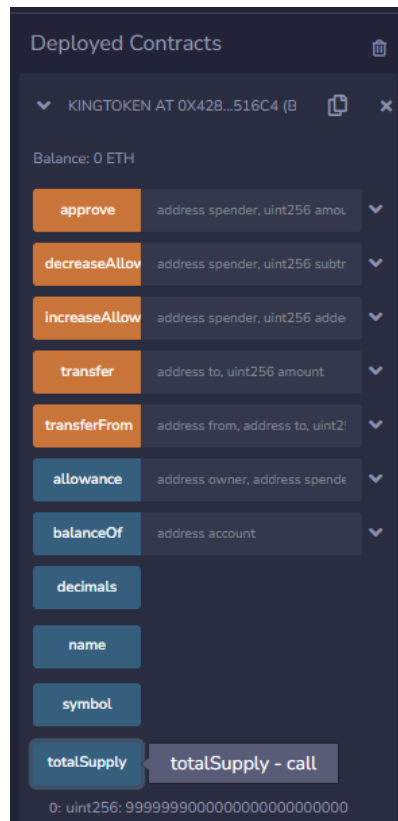 Deployed Contracts
KINGTOKEN AT 0X428...516C4 (B
Balance: 0 ETH
approve address spender, uint256 amou
decreaseAllow address spender, uint256 subtr
increaseAllow address spender, uint256 adde
transfer address to, uint256 amount
transferFrom address from, address to, uint2
allowance address owner, address spende
balanceOf address account
decimals
name
symbol
totalSupply totalSupply - call
0: uint256: 9999999000000000000000000